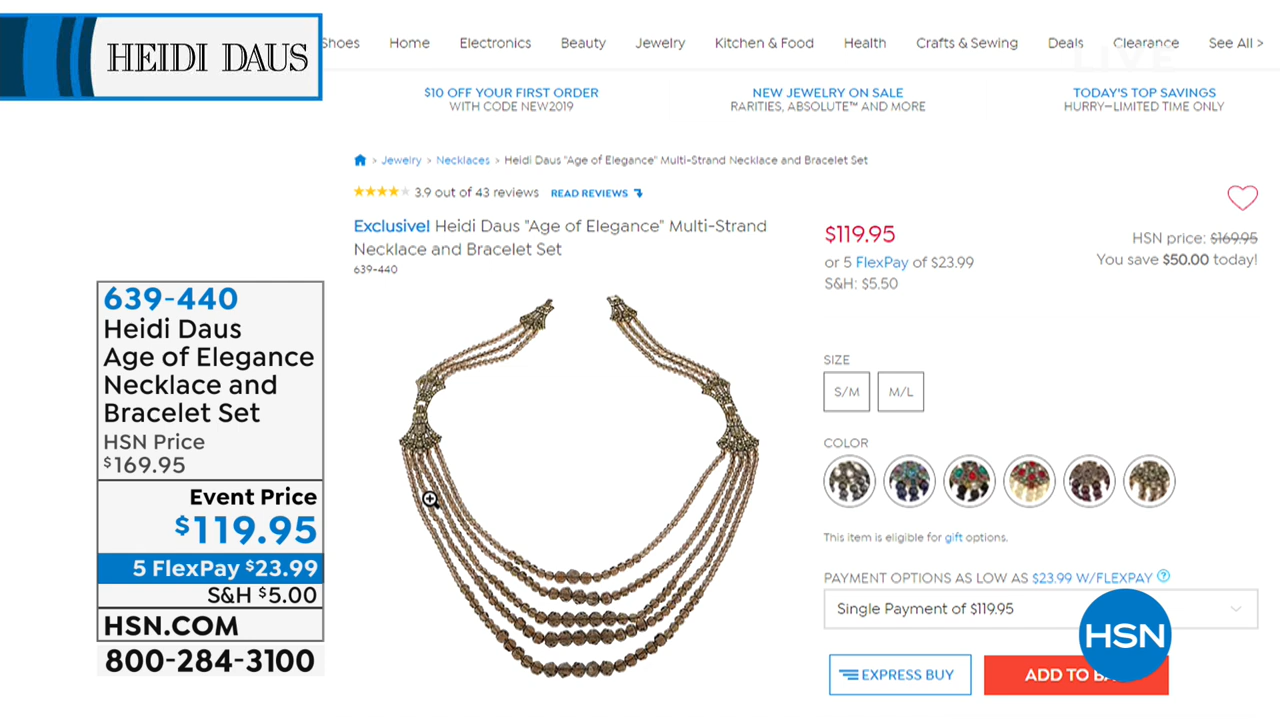 HEIDI DAUS
Shoes Home Electronics Beauty Jewelry Kitchen & Food Health Crafts & Sewing Deals Clearance See All >
LIVE
$10 OFF YOUR FIRST ORDER
WITH CODE NEW2019
NEW JEWELRY ON SALE
RARITIES, ABSOLUTE™ AND MORE
TODAY'S TOP SAVINGS
HURRY—LIMITED TIME ONLY
> Jewelry > Necklaces > Heidi Daus "Age of Elegance" Multi-Strand Necklace and Bracelet Set
3.9 out of 43 reviews READ REVIEWS
Exclusive! Heidi Daus "Age of Elegance" Multi-Strand
Necklace and Bracelet Set
639-440
$119.95
or 5 FlexPay of $23.99
S&H: $5.50
HSN price: $169.95
You save $50.00 today!
SIZE
S/M M/L
COLOR
This item is eligible for gift options.
PAYMENT OPTIONS AS LOW AS $23.99 W/FLEXPAY ?
Single Payment of $119.95
EXPRESS BUY
ADD TO BA
HSN
639-440
Heidi Daus
Age of Elegance
Necklace and
Bracelet Set
HSN Price
$169.95
Event Price
$119.95
5 FlexPay $23.99
S&H $5.00
HSN.COM
800-284-3100